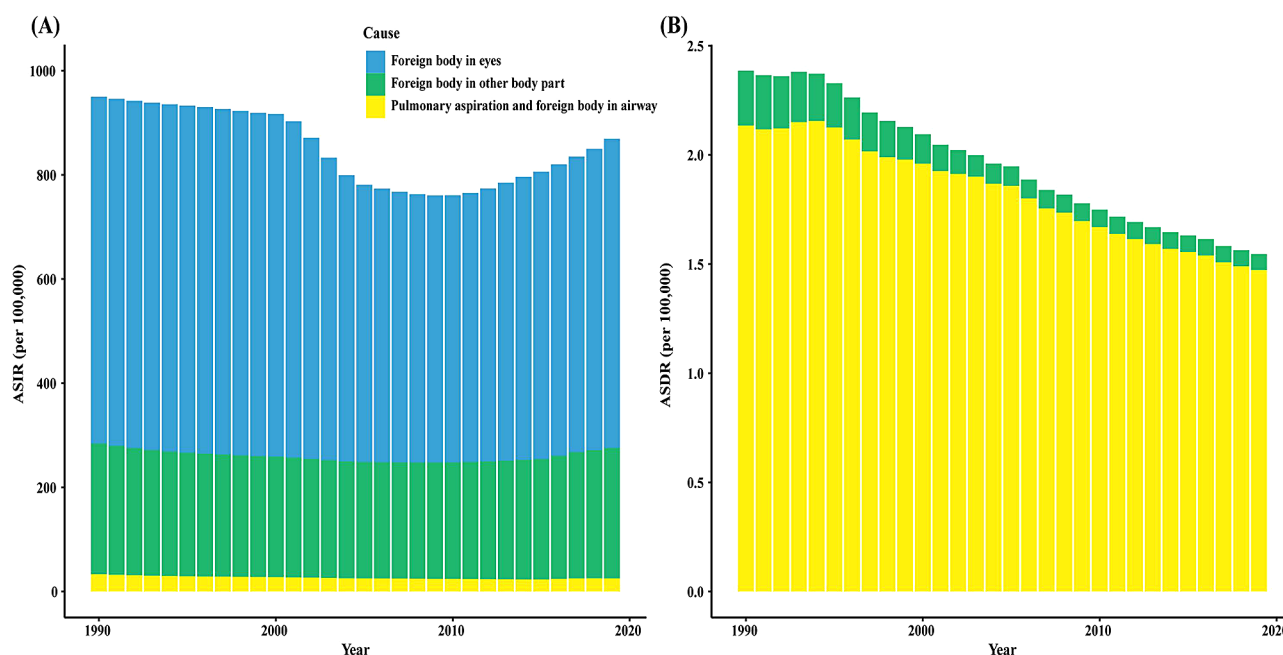 (A)
Cause
Foreign body in eyes
Foreign body in other body part
Pulmonary aspiration and foreign body in airway
1000
800
600
400
200
0
ASIR (per 100,000)
1990
2000
2010
2020
Year
(B)
2.5
2.0
1.5
1.0
0.5
0.0
ASDR (per 100,000)
1990
2000
2010
2020
Year